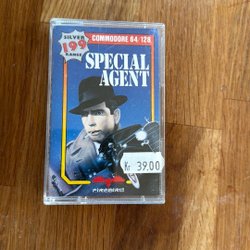 SILVER
199
RANGE
COMMODORE 64/128
SPECIAL
AGENT
Kr 39.00
FIREBIRD